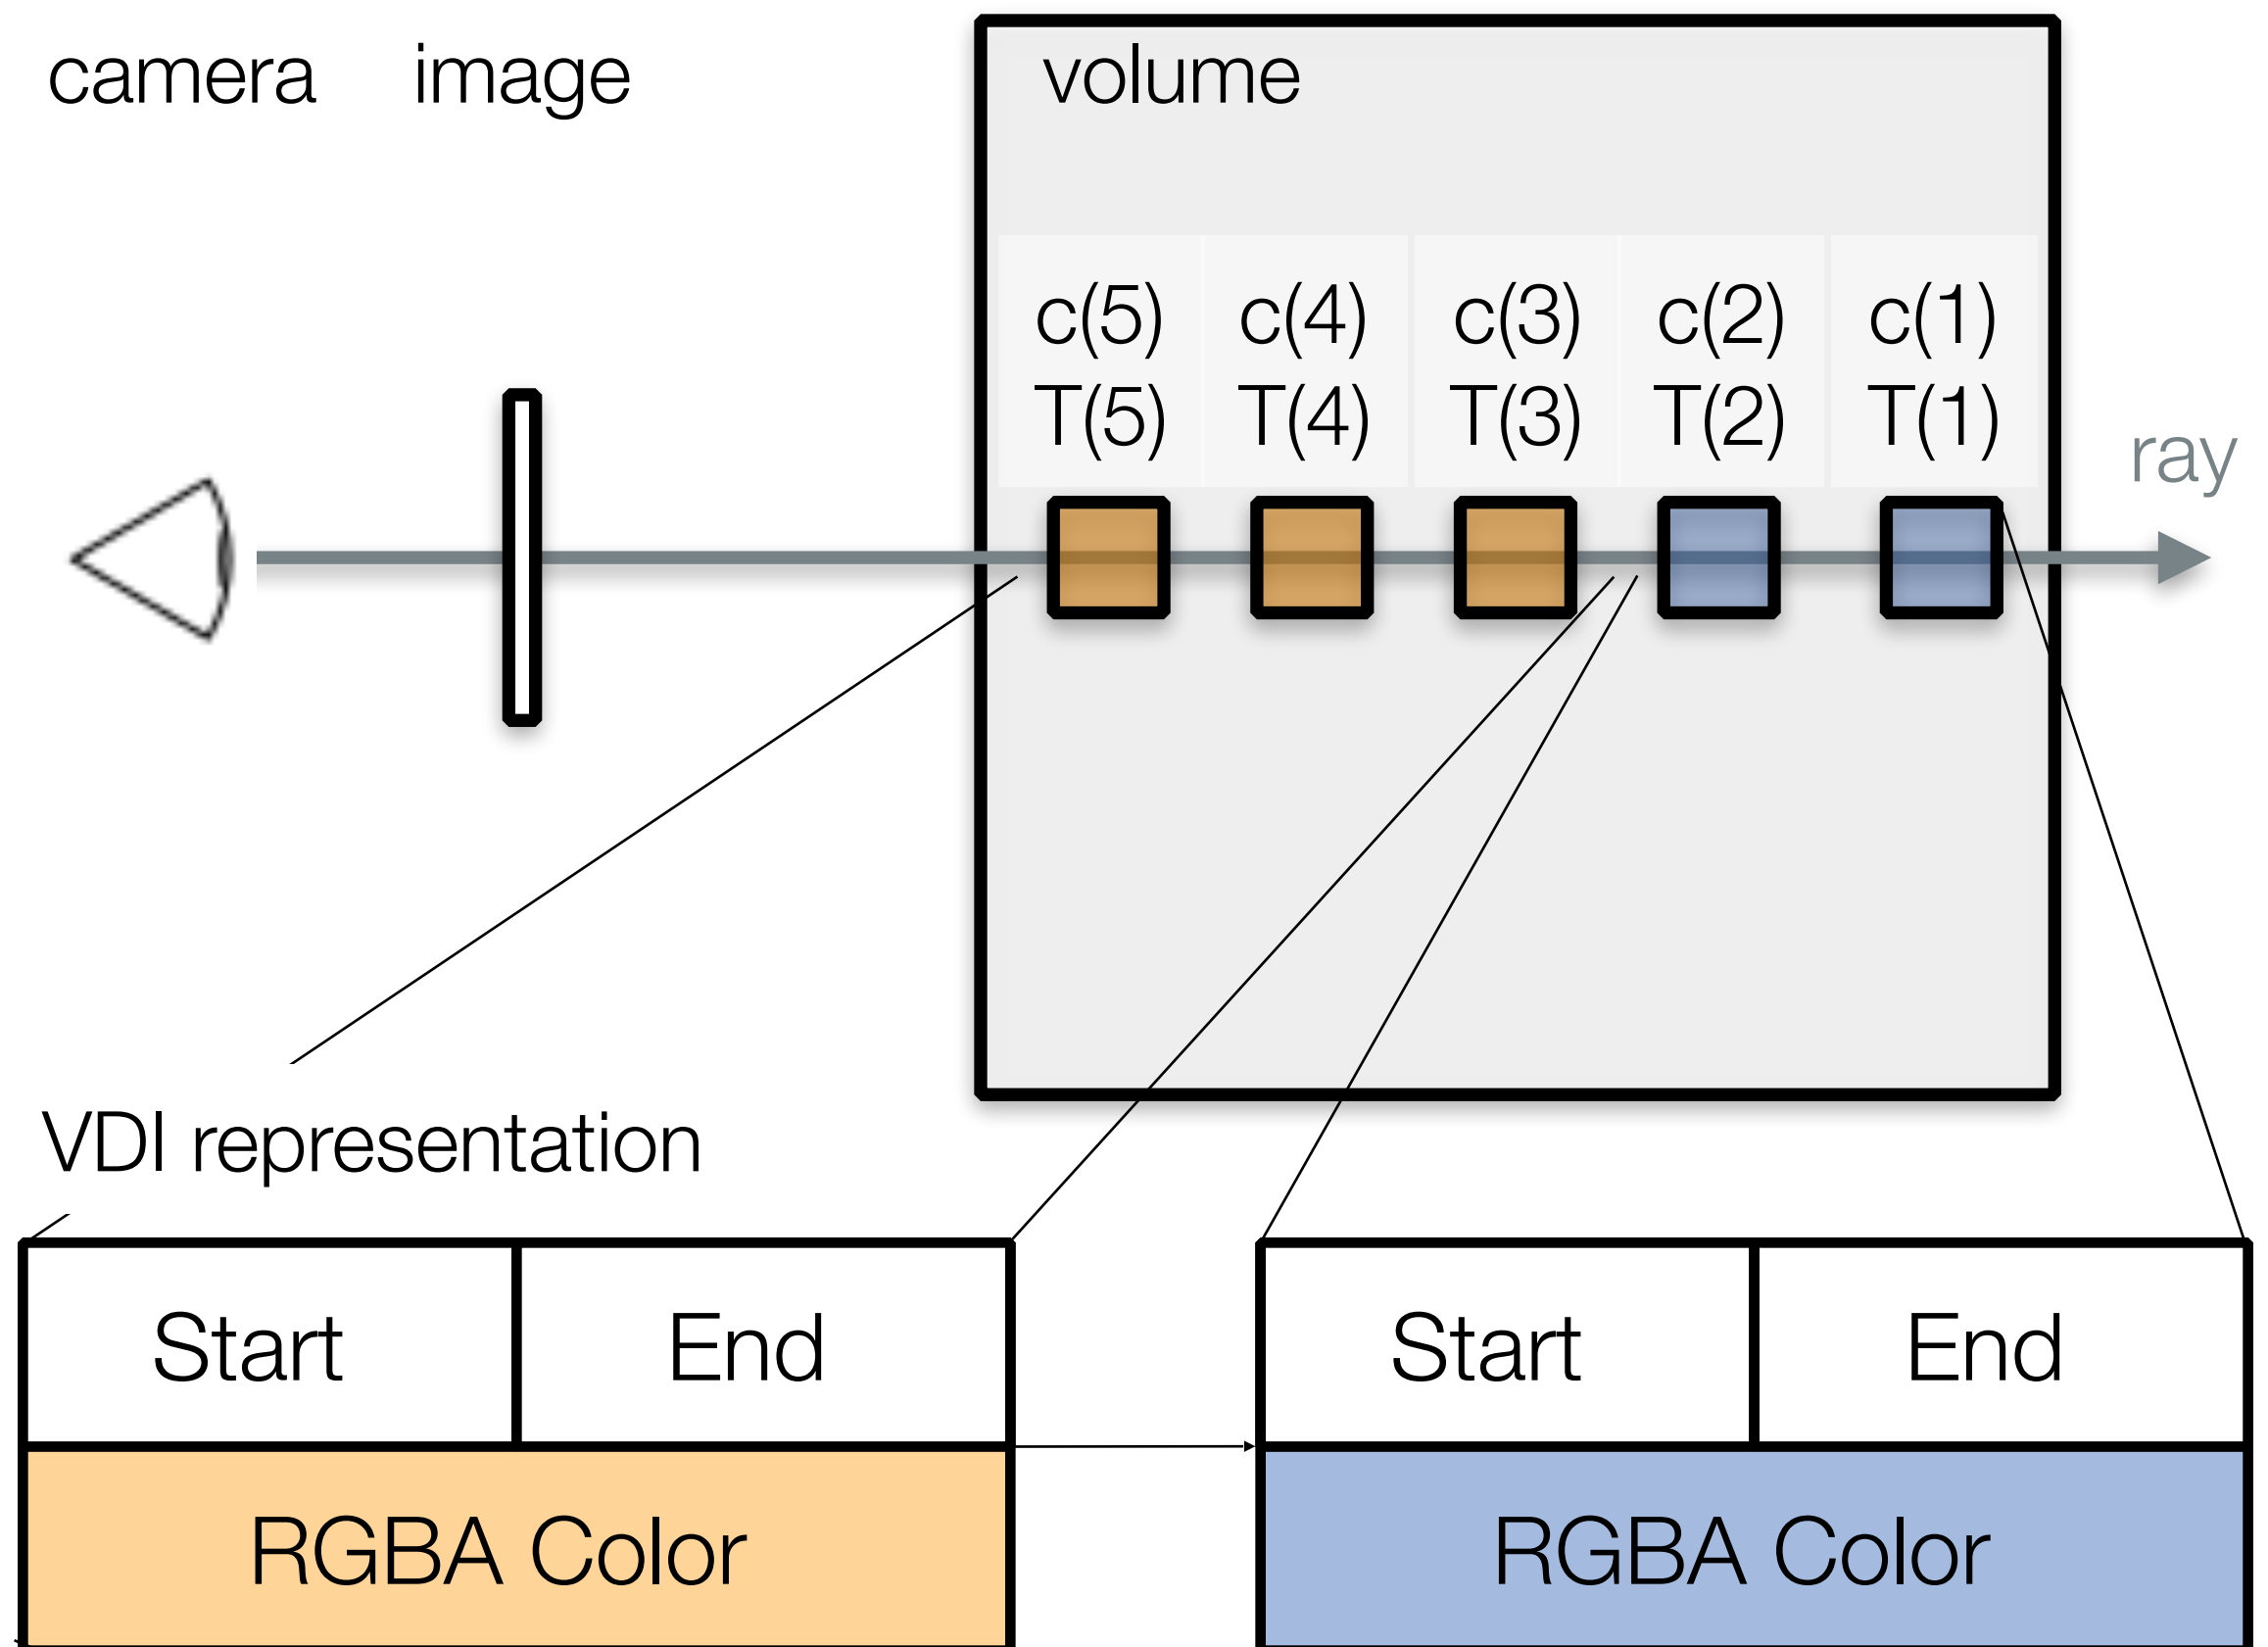 camera image volume
c(5) c(4) c(3) c(2) c(1)
T(5) T(4) T(3) T(2) T(1)
ray
VDI representation
Start End Start End
RGBA Color RGBA Color